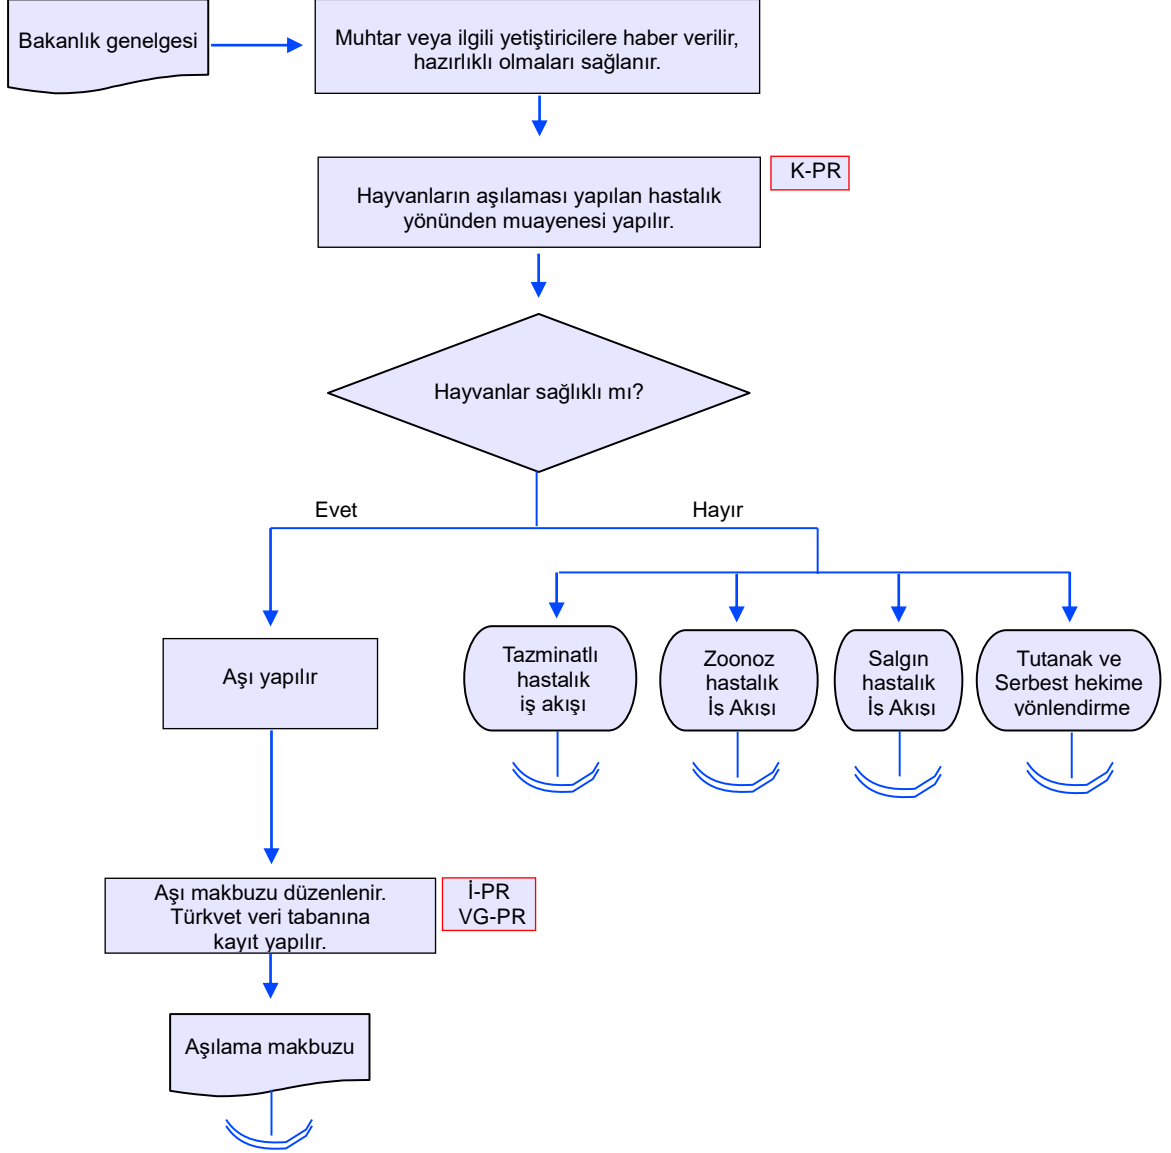 Bakanlık genelgesi
Muhtar veya ilgili yetiştiricilere haber verilir,
hazırlıklı olmaları sağlanır.
K-PR
Hayvanların aşılaması yapılan hastalık
yönünden muayenesi yapılır.
Hayvanlar sağlıklı mı?
Evet
Hayır
Aşı yapılır
Tazminatlı
hastalık
iş akışı
Zoonoz
hastalık
İş Akışı
Salgın
hastalık
İş Akışı
Tutanak ve
Serbest hekime
yönlendirme
Aşı makbuzu düzenlenir.
Türkvet veri tabanına
kayıt yapılır.
İ-PR
VG-PR
Aşılama makbuzu